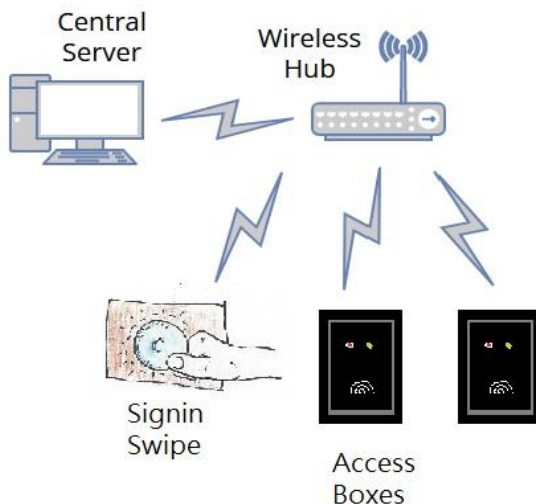 Central
Server
Wireless
Hub
Signin
Swipe
Access
Boxes